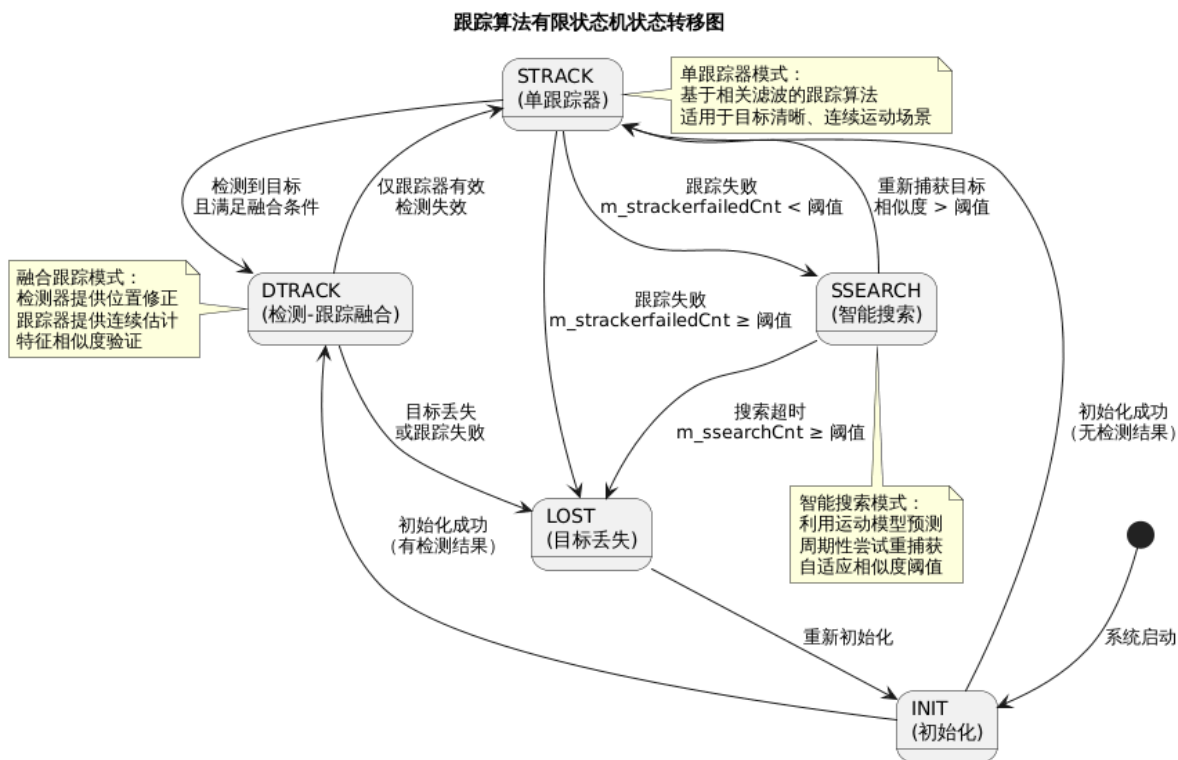 跟踪算法有限状态机状态转移图
STRACK
(单跟踪器)
单跟踪器模式：
基于相关滤波的跟踪算法
适用于目标清晰、连续运动场景
检测到目标
且满足融合条件
仅跟踪器有效
检测失效
跟踪失败
m_strackerfailedCnt < 阈值
重新捕获目标
相似度 > 阈值
融合跟踪模式：
检测器提供位置修正
跟踪器提供连续估计
特征相似度验证
DTRACK
(检测-跟踪融合)
跟踪失败
m_strackerfailedCnt ≥ 阈值
SSEARCH
(智能搜索)
目标丢失
或跟踪失败
搜索超时
m_ssearchCnt ≥ 阈值
初始化成功
（无检测结果）
初始化成功
（有检测结果）
LOST
(目标丢失)
智能搜索模式：
利用运动模型预测
周期性尝试重捕获
自适应相似度阈值
重新初始化
系统启动
INIT
(初始化)